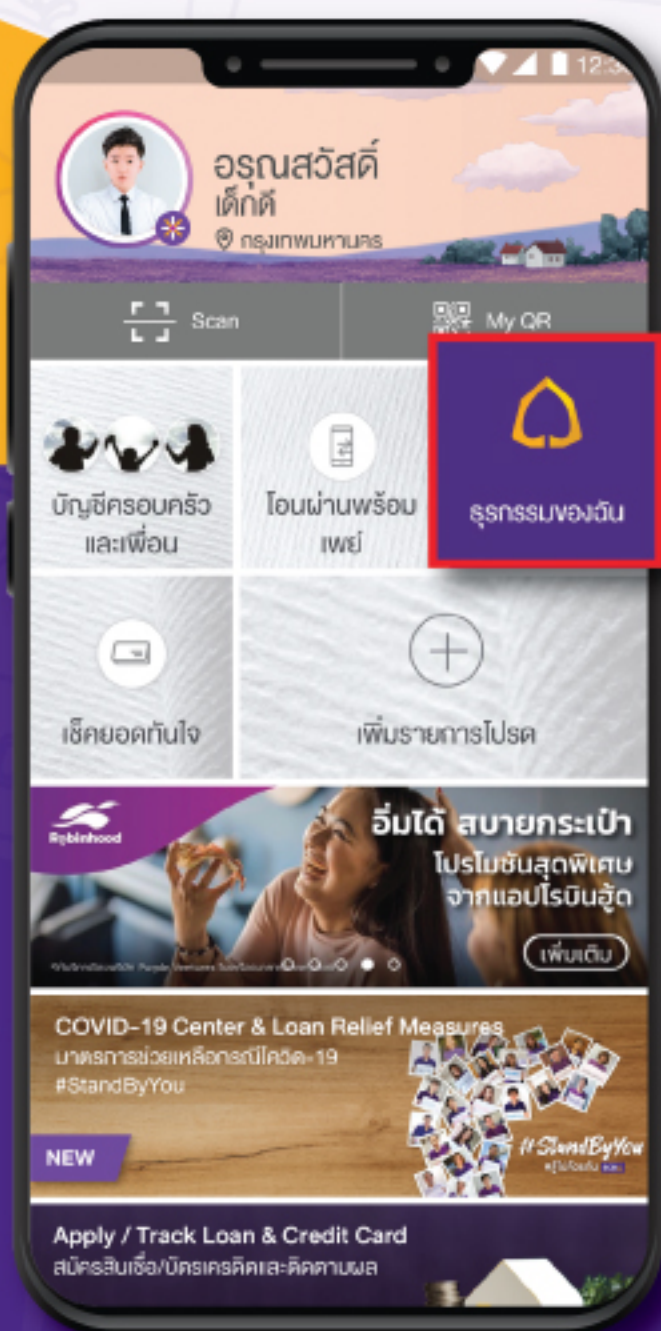 12:3
อรุณสวัสดิ์
เด็กดี
กรุงเทพมหานคร
Scan
My QR
บัญชีครอบครัว
และเพื่อน
โอนผ่านพร้อม
เพย์
ธุรกรรมของฉัน
เช็คยอดทันใจ
เพิ่มรายการโปรด
Robinhood
อิ่มได้ สบายกระเป๋า
โปรโมชันสุดพิเศษ
จากแอปโรบินฮู้ด
เพิ่มเติม
COVID-19 Center & Loan Relief Measures
มาตรการช่วยเหลือกรณีโควิด-19
#StandByYou
NEW
#StandByYou
Apply / Track Loan & Credit Card
สมัครสินเชื่อ/บัตรเครดิตและติดตามผล